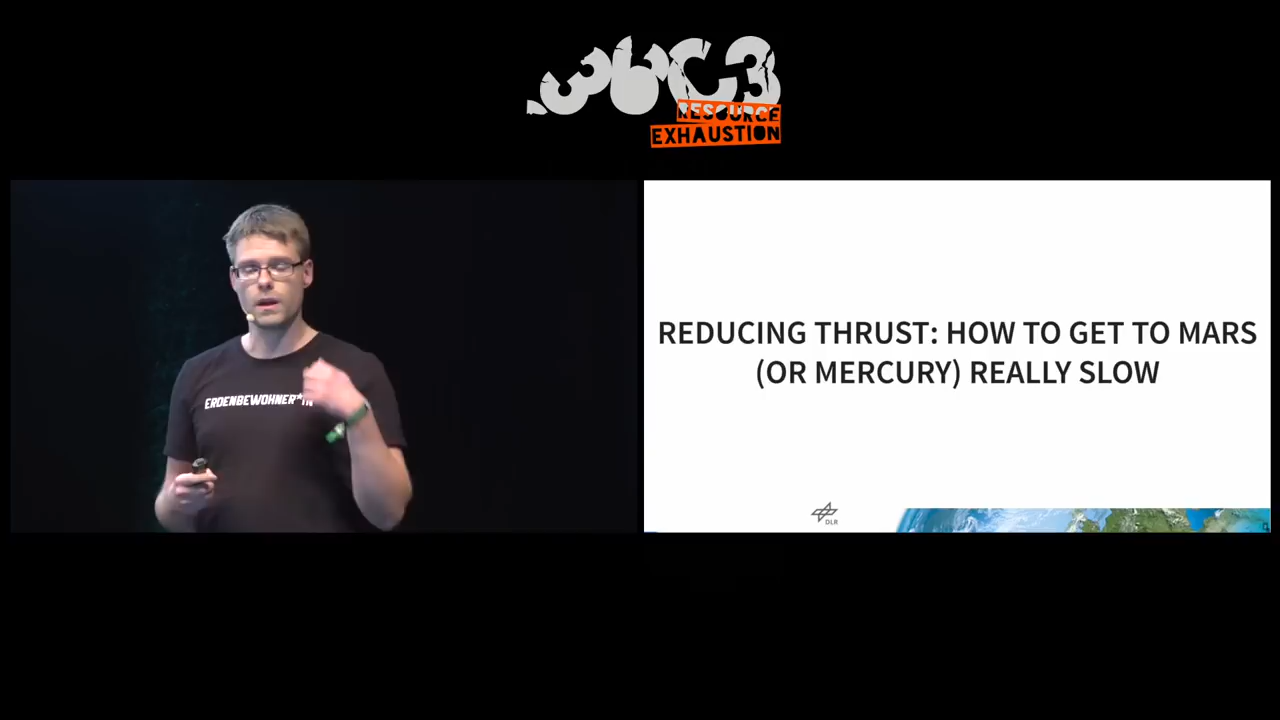 36C3
RESOURCE
EXHAUSTION
ERDENBEWOHNER*IN
REDUCING THRUST: HOW TO GET TO MARS
(OR MERCURY) REALLY SLOW
DLR